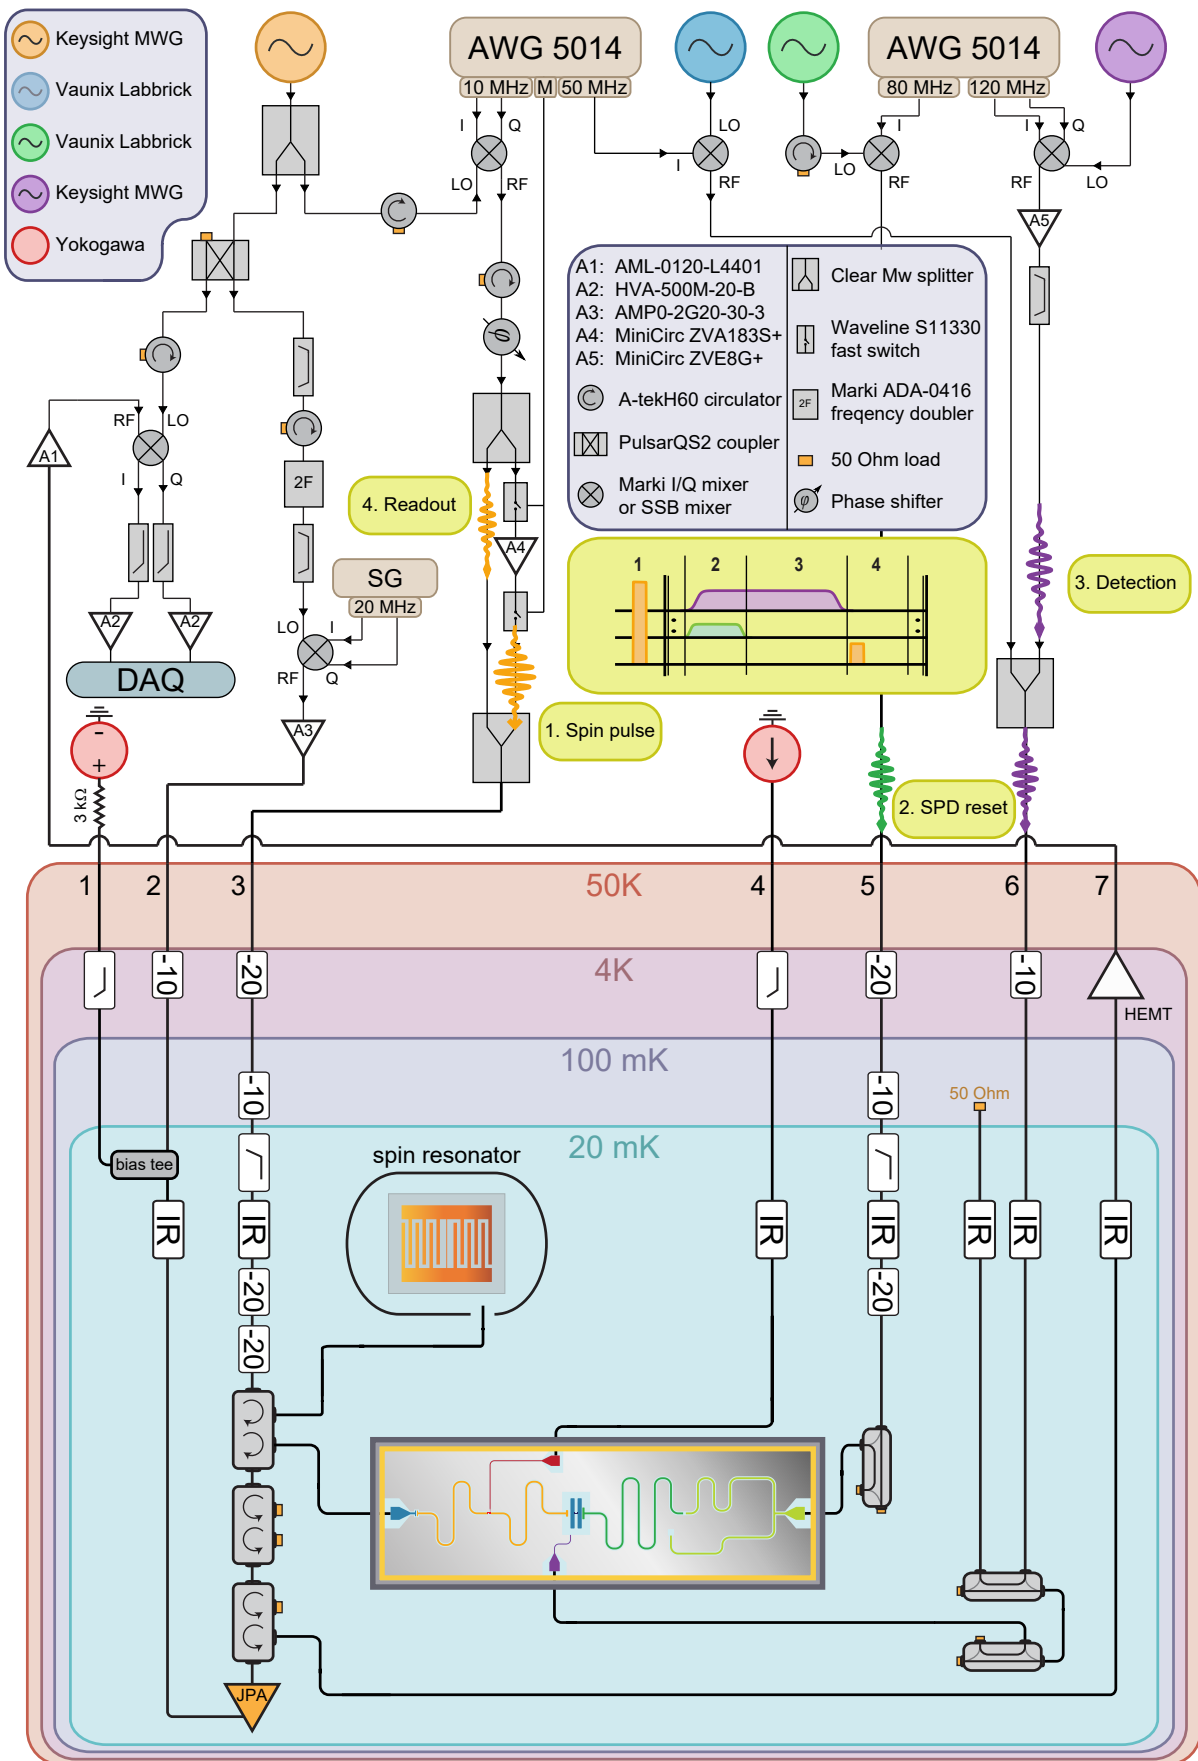 Keysight MWG
Vaunix Labbrick
Vaunix Labbrick
Keysight MWG
Yokogawa
AWG 5014
10 MHz
M
50 MHz
AWG 5014
80 MHz
120 MHz
I
Q
LO
RF
LO
I
RF
I
LO
RF
I
Q
RF
LO
A5
A1: AML-0120-L4401
A2: HVA-500M-20-B
A3: AMP0-2G20-30-3
A4: MiniCirc ZVA183S+
A5: MiniCirc ZVE8G+
A-tekH60 circulator
PulsarQS2 coupler
Marki I/Q mixer
or SSB mixer
Clear Mw splitter
Waveline S11330
fast switch
2F
Marki ADA-0416
freqency doubler
50 Ohm load
φ
Phase shifter
φ
RF
LO
I
Q
A1
2F
A2
A2
DAQ
SG
20 MHz
LO
I
RF
Q
A3
4. Readout
A4
1. Spin pulse
1
2
3
4
3. Detection
2. SPD reset
-
+
3 kΩ
1
2
3
50K
4
5
6
7
-10
-20
4K
-20
-10
HEMT
100 mK
-10
-10
50 Ohm
20 mK
bias tee
spin resonator
IR
IR
IR
IR
IR
IR
IR
-20
-20
-20
JPA